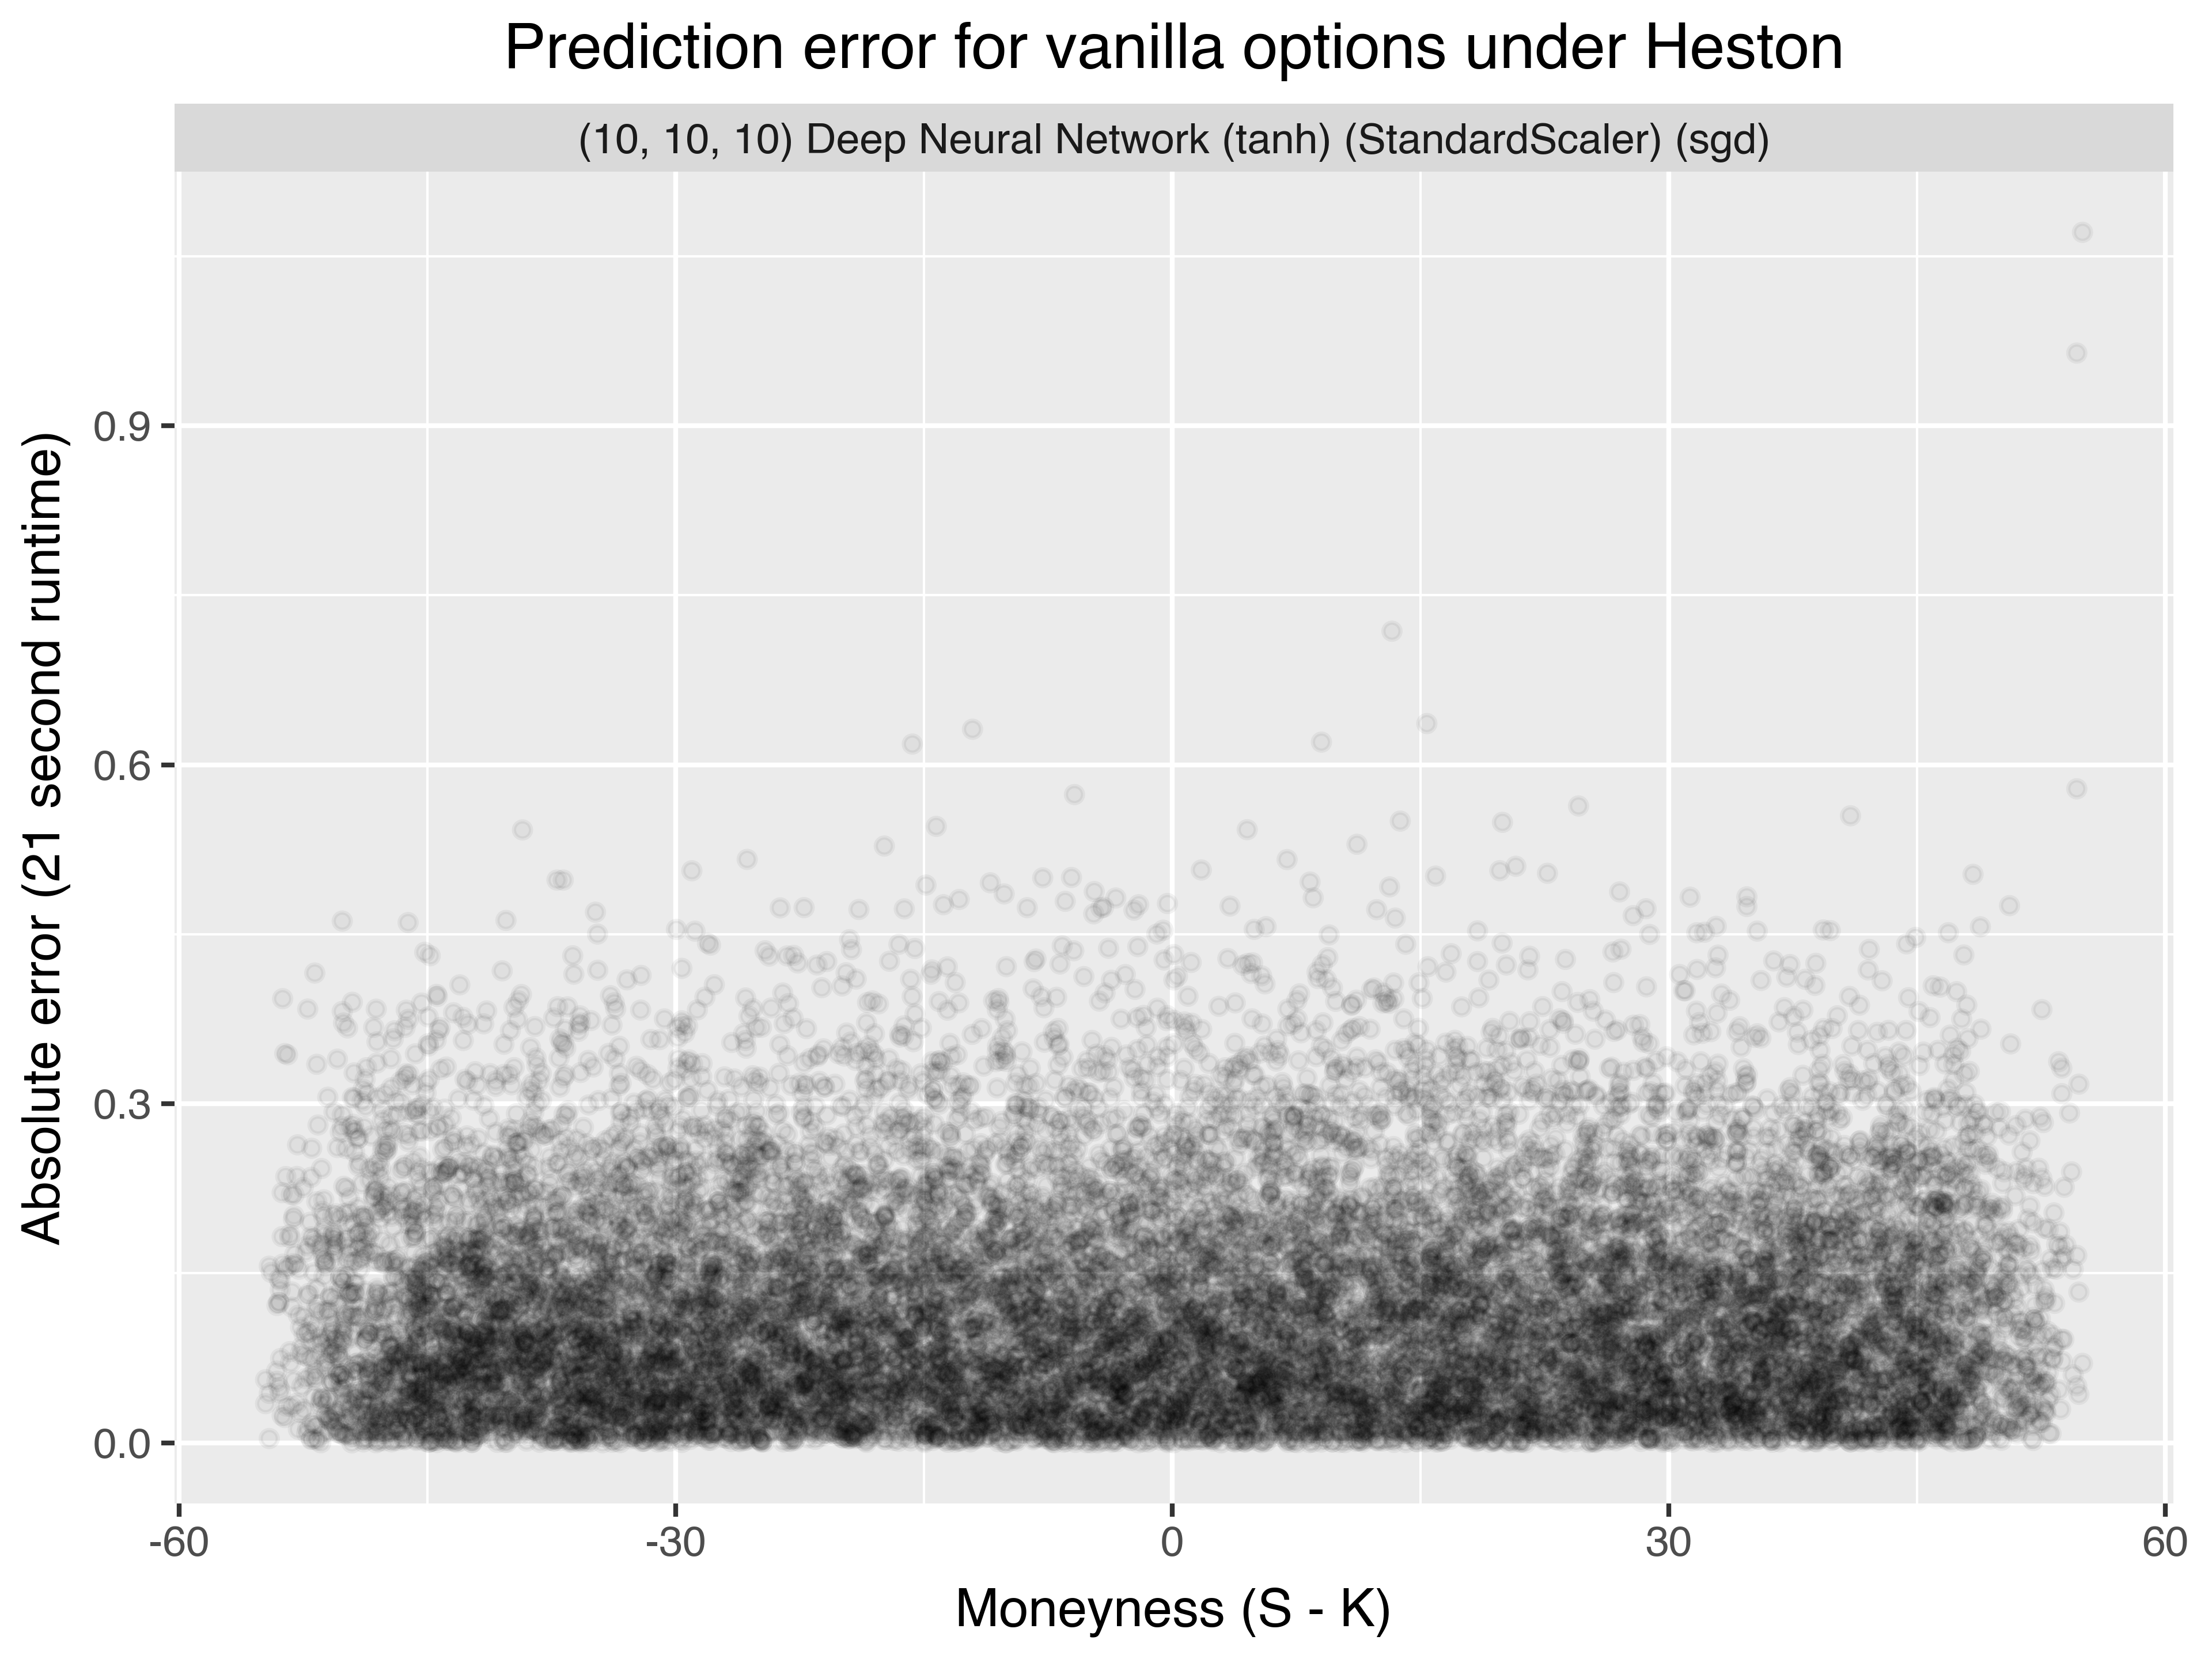 Prediction error for vanilla options under Heston
(10, 10, 10) Deep Neural Network (tanh) (StandardScaler) (sgd)
Absolute error (21 second runtime)
0.9
0.6
0.3
0.0
-60
-30
0
30
60
Moneyness (S - K)